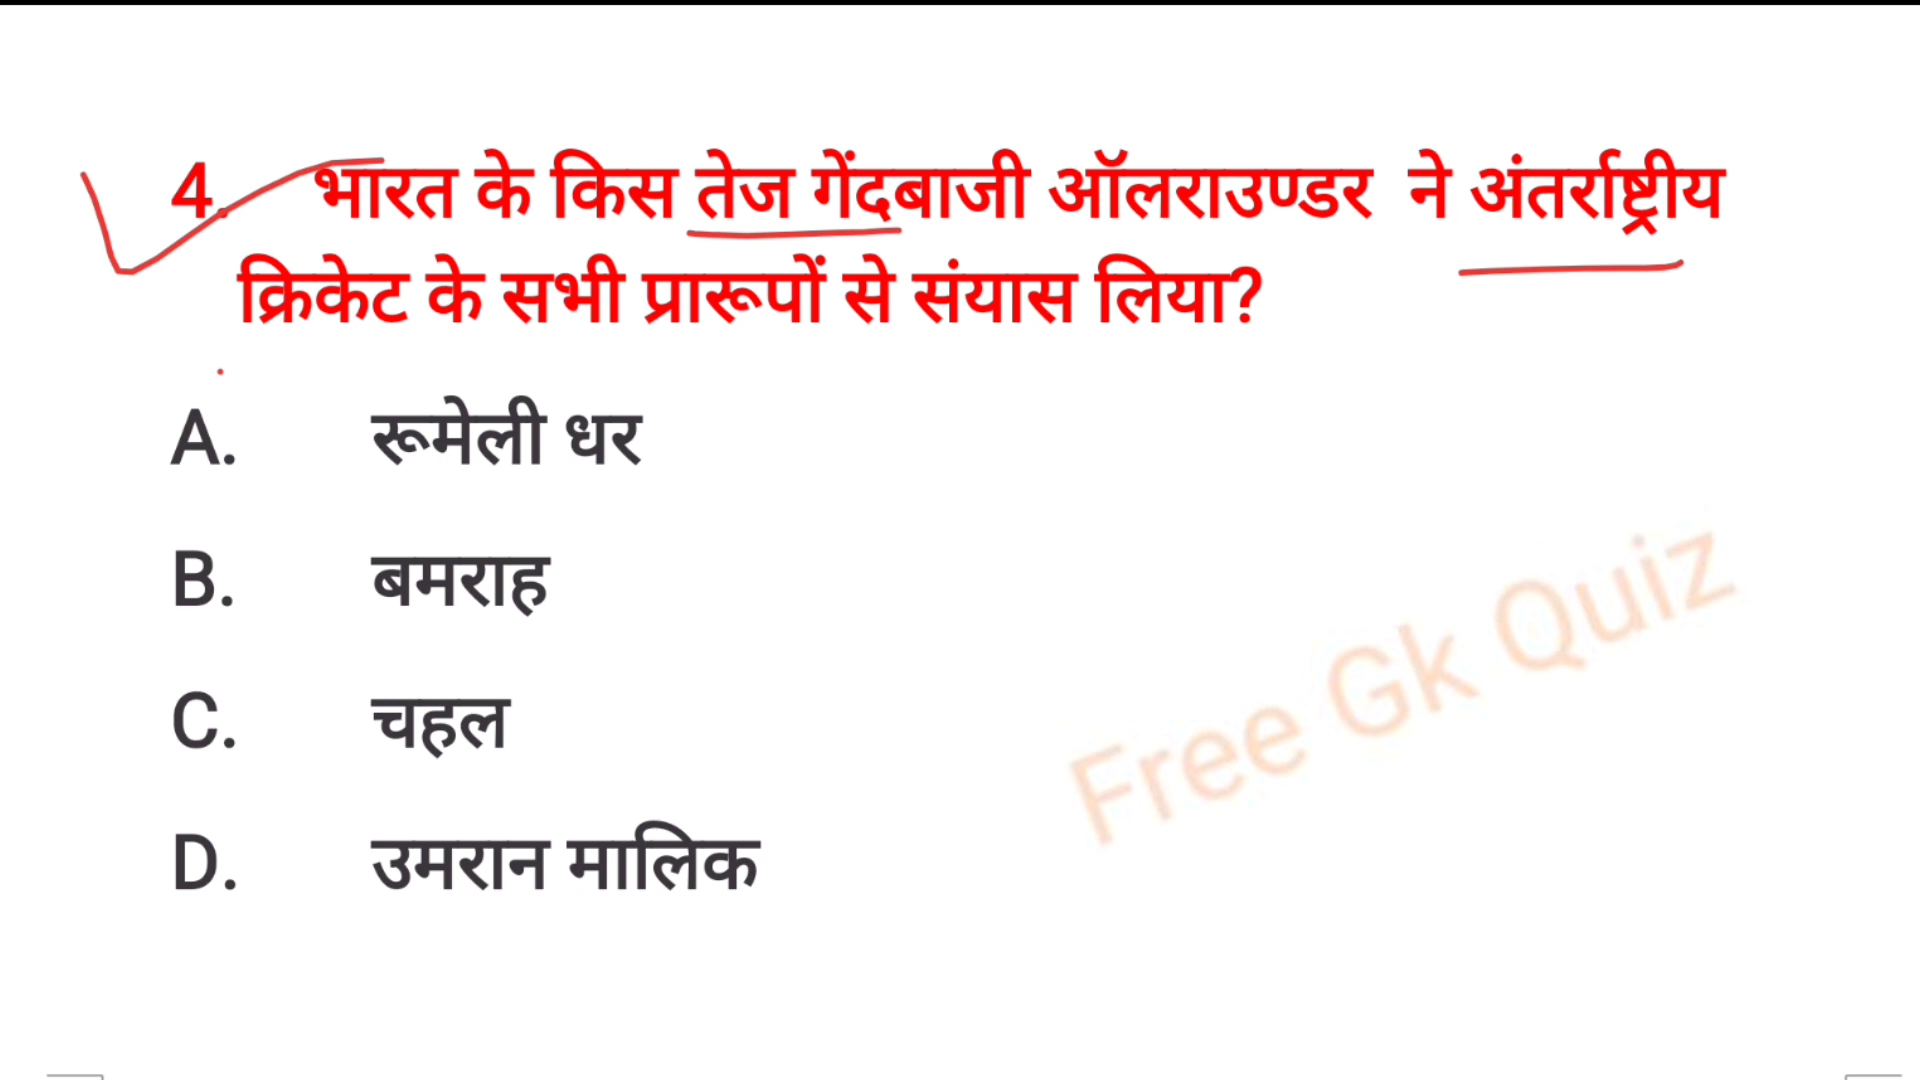 4. भारत के किस तेज गेंदबाजी ऑलराउण्डर ने अंतर्राष्ट्रीय
क्रिकेट के सभी प्रारूपों से संयास लिया?
A. रूमेली धर
B. बमराह
C. चहल
D. उमरान मालिक
Free Gk Quiz